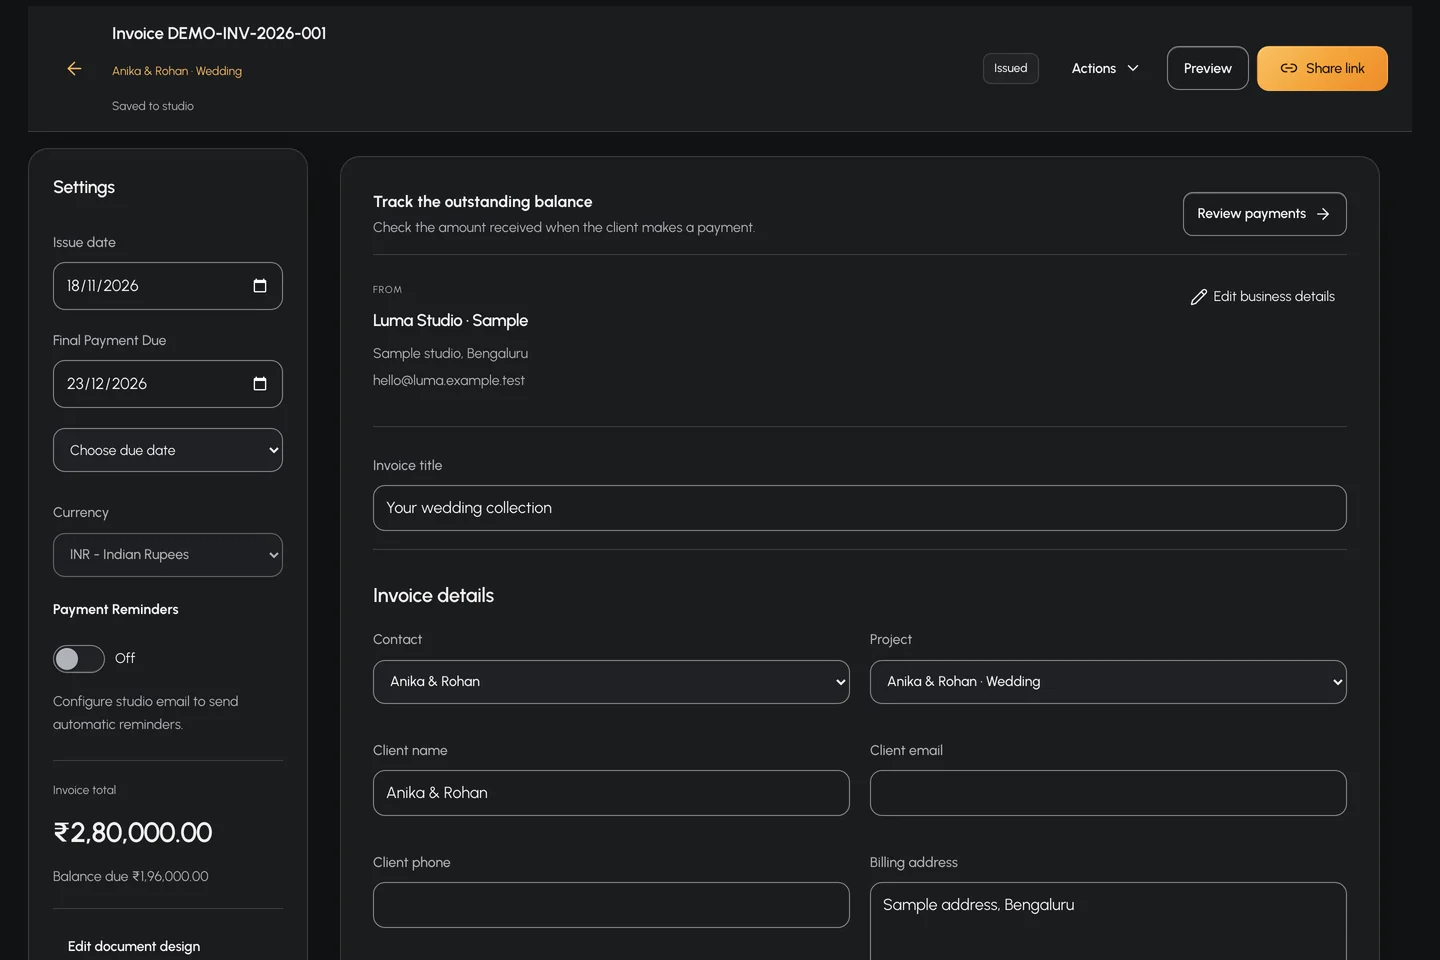 Invoice DEMO-INV-2026-001
Anika & Rohan · Wedding
Saved to studio
Issued
Actions
Preview
Share link
Settings
Issue date
18/11/2026
Final Payment Due
23/12/2026
Choose due date
Currency
INR - Indian Rupees
Payment Reminders
Off
Configure studio email to send
automatic reminders.
Invoice total
₹2,80,000.00
Balance due ₹1,96,000.00
Edit document design
Track the outstanding balance
Check the amount received when the client makes a payment.
Review payments
FROM
Luma Studio · Sample
Sample studio, Bengaluru
hello@luma.example.test
Edit business details
Invoice title
Your wedding collection
Invoice details
Contact
Anika & Rohan
Project
Anika & Rohan · Wedding
Client name
Anika & Rohan
Client email
Client phone
Billing address
Sample address, Bengaluru